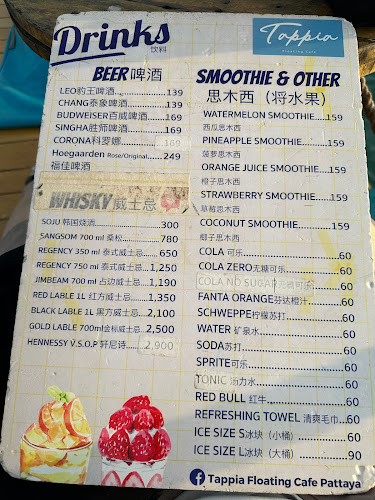 Drinks
饮料
Tappia
Floating Cafe
BEER 啤酒
LEO豹王啤酒 139
CHANG泰象啤酒 139
BUDWEISER百威啤酒 169
SINGHA胜师啤酒 169
CORONA科罗娜 169
Hoegaarden Rose/Original 249
福佳啤酒
WHISKY 威士忌
SOJU 韩国烧酒 300
SANGSOM 700 ml 桑松 780
REGENCY 350 ml 泰式威士忌 650
REGENCY 750 ml 泰式威士忌 1,250
JIMBEAM 700 ml 占边威士忌 1,190
RED LABLE 1L 红方威士忌 1,350
BLACK LABLE 1L 黑方威士忌 2,100
GOLD LABLE 700ml金标威士忌 2,500
HENNESSY V.S.O.P 轩尼诗 2,900
SMOOTHIE & OTHER
思木西（将水果）
WATERMELON SMOOTHIE 159
西瓜思木西
PINEAPPLE SMOOTHIE 159
菠萝思木西
ORANGE JUICE SMOOTHIE 159
橙子思木西
STRAWBERRY SMOOTHIE 159
草莓思木西
COCONUT SMOOTHIE 159
椰子思木西
COLA 可乐 60
COLA ZERO无糖可乐 60
COLA NO SUGAR无糖可乐 60
FANTA ORANGE芬达橙汁 60
SCHWEPPE柠檬苏打 60
WATER 矿泉水 60
SODA苏打 60
SPRITE可乐 60
TONIC 汤力水 60
RED BULL 红牛 60
REFRESHING TOWEL 清爽毛巾 60
ICE SIZE S冰块（小桶） 60
ICE SIZE L冰块（大桶） 90
Tappia Floating Cafe Pattaya